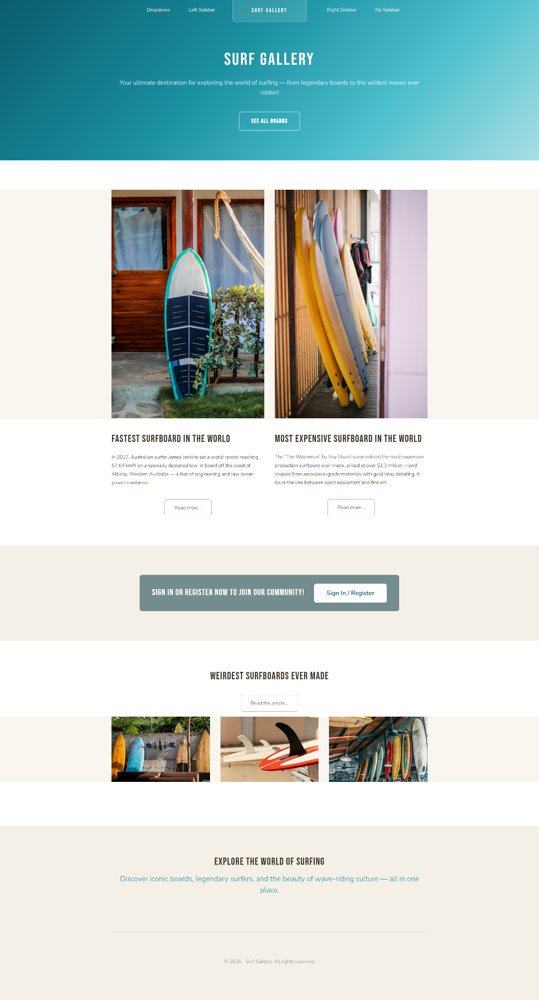 Dropdown
Left Sidebar
SURF GALLERY
Right Sidebar
No Sidebar
SURF GALLERY
Your ultimate destination for exploring the world of surfing — from legendary boards to the wildest waves ever
ridden!
SEE ALL BOARDS
COGUA
FASTEST SURFBOARD IN THE WORLD
In 2017, Australian surfer James Jenkins set a world record reaching
57.64 km/h on a specially designed tow-in board off the coast of
Albany, Western Australia — a feat of engineering and raw ocean
power combined.
Read more...
MOST EXPENSIVE SURFBOARD IN THE WORLD
The "The Waterman" by Roy Stuart is considered the most expensive
production surfboard ever made, priced at over $1.3 million. Hand-
shaped from aerospace-grade materials with gold inlay detailing, it
blurs the line between sport equipment and fine art.
Read more...
SIGN IN OR REGISTER NOW TO JOIN OUR COMMUNITY!
Sign In / Register
WEIRDEST SURFBOARDS EVER MADE
Read the article...
EXPLORE THE WORLD OF SURFING
Discover iconic boards, legendary surfers, and the beauty of wave-riding culture — all in one
place.
© 2026 - Surf Gallery. All rights reserved.